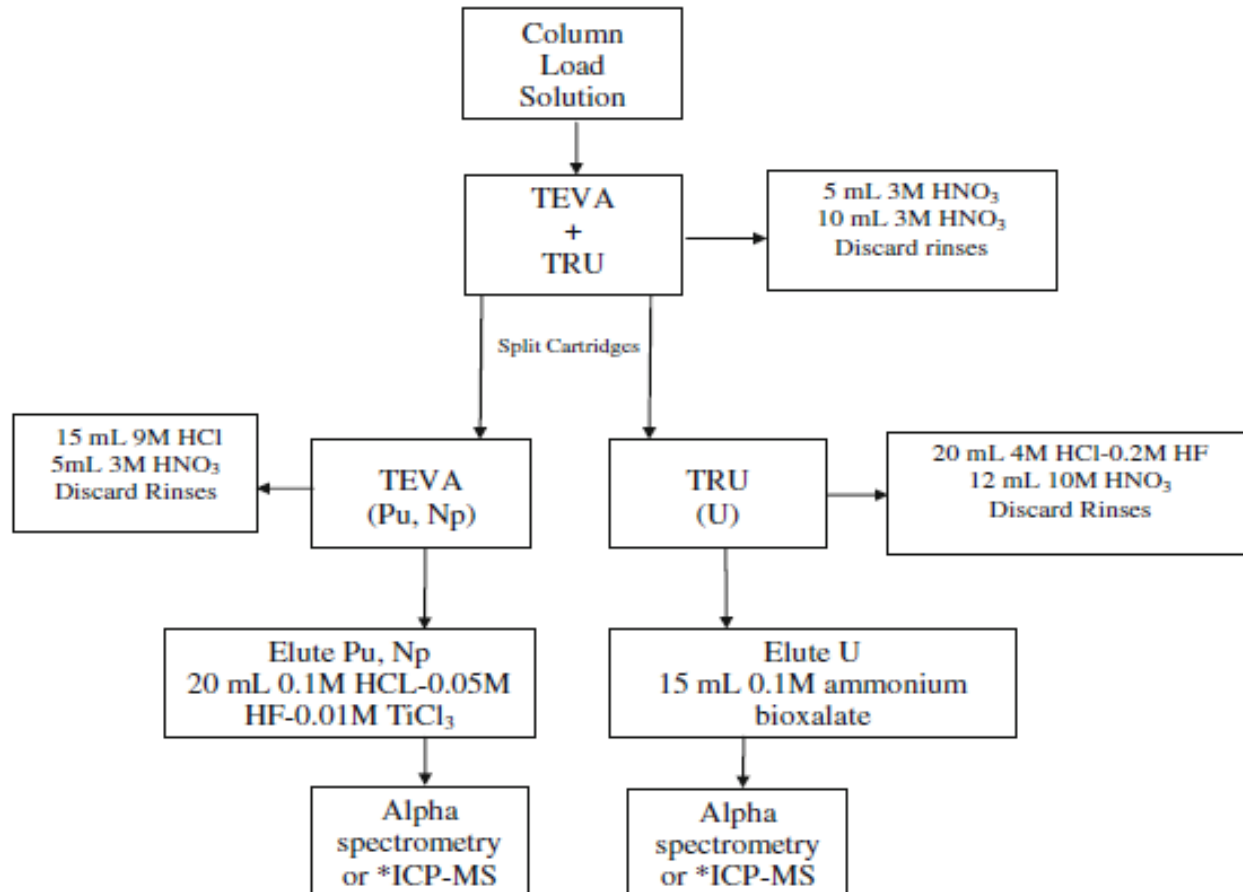 Column
Load
Solution
TEVA
+
TRU
5 mL 3M HNO₃
10 mL 3M HNO₃
Discard rinses
Split Cartridges
15 mL 9M HCl
5mL 3M HNO₃
Discard Rinses
TEVA
(Pu, Np)
TRU
(U)
20 mL 4M HCl-0.2M HF
12 mL 10M HNO₃
Discard Rinses
Elute Pu, Np
20 mL 0.1M HCL-0.05M
HF-0.01M TiCl₃
Elute U
15 mL 0.1M ammonium
bioxalate
Alpha
spectrometry
or *ICP-MS
Alpha
spectrometry
or *ICP-MS